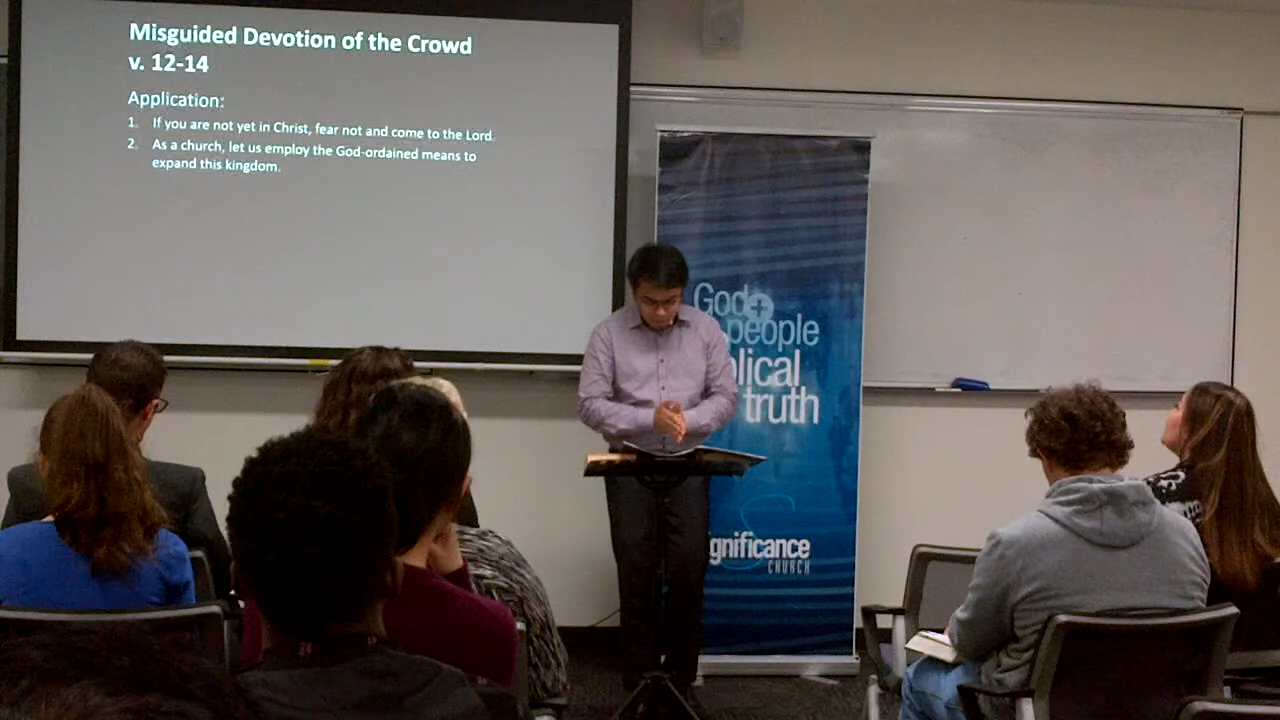 Misguided Devotion of the Crowd
v. 12-14
Application:
1. If you are not yet in Christ, fear not and come to the Lord.
2. As a church, let us employ the God-ordained means to
expand this kingdom.
God+
people
blical
truth
ignificance
CHURCH